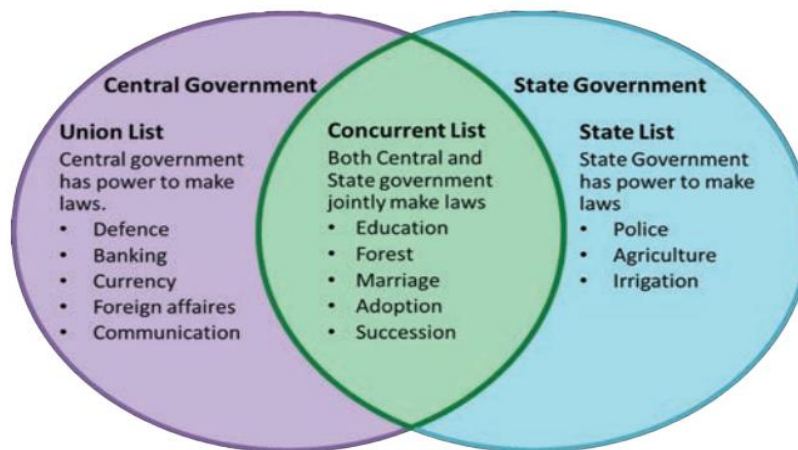 Central Government
Union List
Central government
has power to make
laws.
• Defence
• Banking
• Currency
• Foreign affaires
• Communication
Concurrent List
Both Central and
State government
jointly make laws
• Education
• Forest
• Marriage
• Adoption
• Succession
State Government
State List
State Government
has power to make
laws
• Police
• Agriculture
• Irrigation